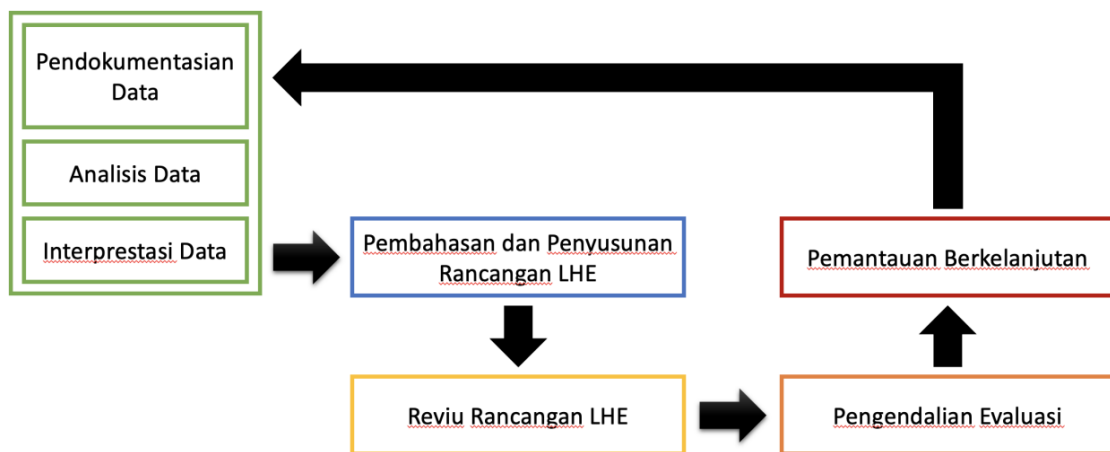 Pendokumentasian
Data
Analisis Data
Interprestasi Data
Pembahasan dan Penyusunan
Rancangan LHE
Reviu Rancangan LHE
Pengendalian Evaluasi
Pemantauan Berkelanjutan